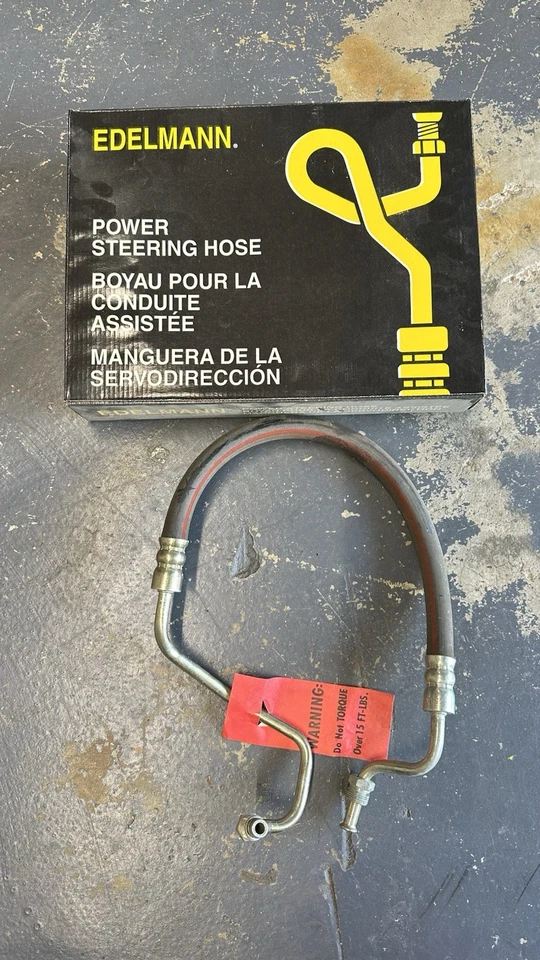 EDELMANN.
POWER
STEERING HOSE
BOYAU POUR LA
CONDUITE
ASSISTÉE
MANGUERA DE LA
SERVODIRECCIÓN
EDELMANN
WARNING:
Do Not TORQUE
Over 15 FT-LBS.